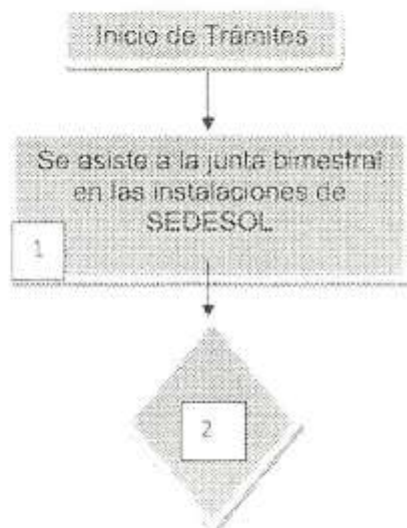 Inicio de Trámites
Se asiste a la junta bimestral
en las instalaciones de
SEDESOL
1
2